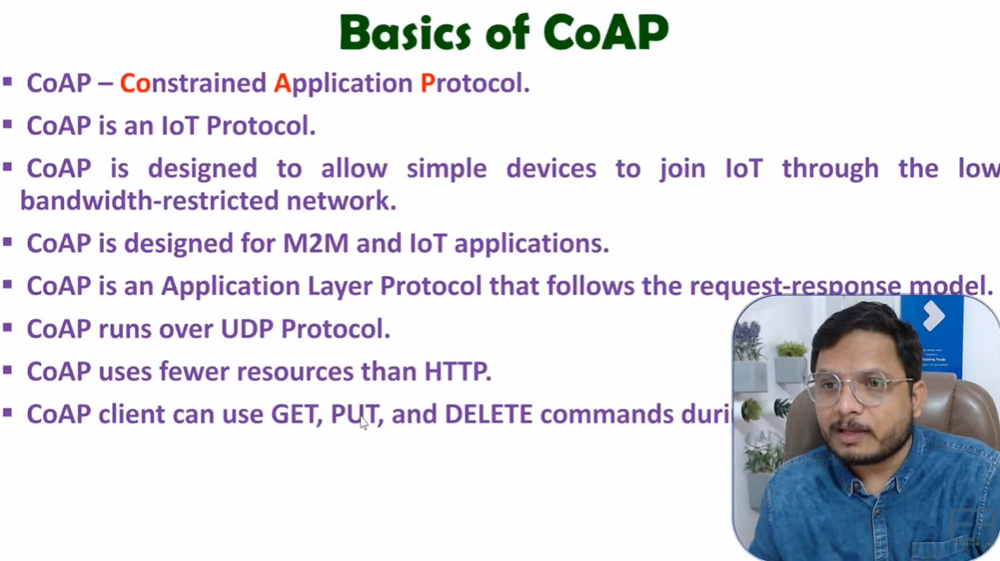 Basics of CoAP
▪ CoAP – Constrained Application Protocol.
▪ CoAP is an IoT Protocol.
▪ CoAP is designed to allow simple devices to join IoT through the low
bandwidth-restricted network.
▪ CoAP is designed for M2M and IoT applications.
▪ CoAP is an Application Layer Protocol that follows the request-response model.
▪ CoAP runs over UDP Protocol.
▪ CoAP uses fewer resources than HTTP.
▪ CoAP client can use GET, PUT, and DELETE commands duri